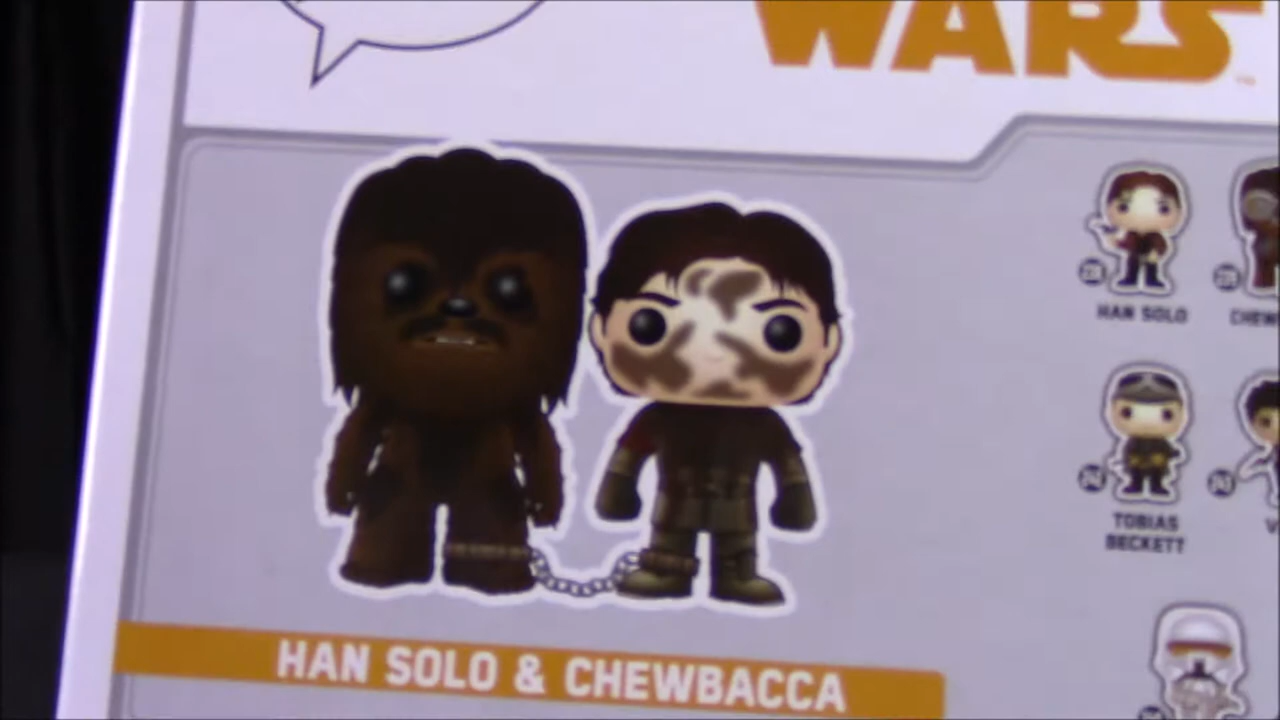 WARS
HAN SOLO
TOBIAS
BECKETT
HAN SOLO & CHEWBACCA